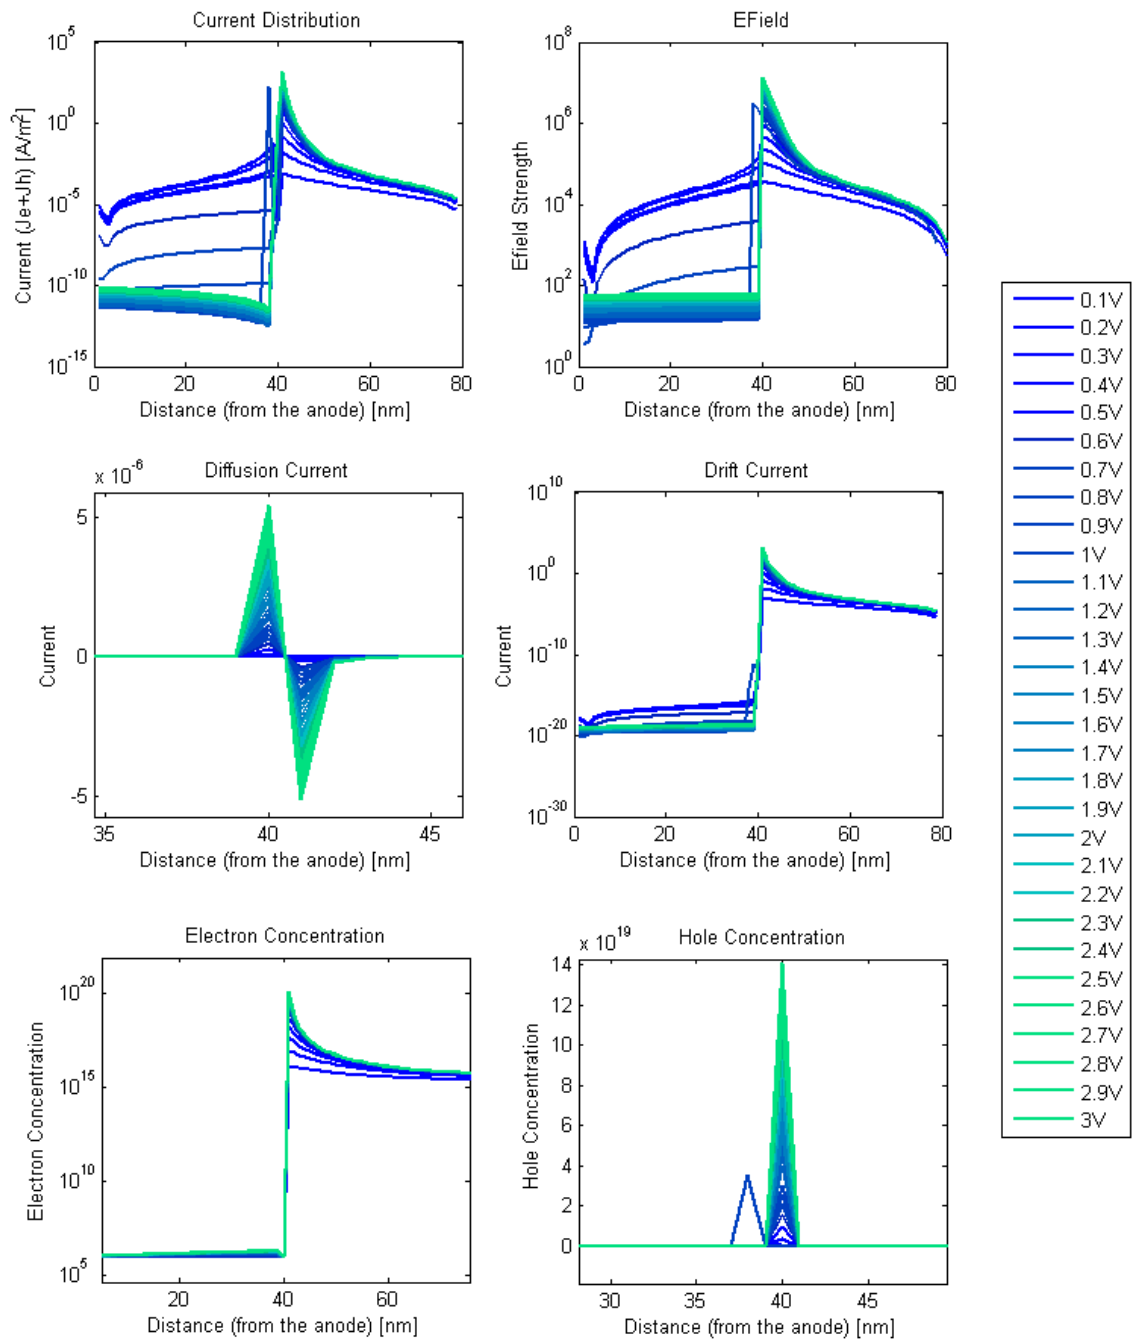 Current Distribution
10^5
10^0
10^-5
10^-10
10^-15
Current (Je+Jh) [A/m^2]
0 20 40 60 80
Distance (from the anode) [nm]
EField
10^8
10^6
10^4
10^2
10^0
Efield Strength
0 20 40 60 80
Distance (from the anode) [nm]
Diffusion Current
x 10^-6
5
0
-5
Current
35 40 45
Distance (from the anode) [nm]
Drift Current
10^10
10^0
10^-10
10^-20
10^-30
Current
0 20 40 60 80
Distance (from the anode) [nm]
Electron Concentration
10^20
10^15
10^10
10^5
Electron Concentration
20 40 60
Distance (from the anode) [nm]
Hole Concentration
x 10^19
14
12
10
8
6
4
2
0
Hole Concentration
30 35 40 45
Distance (from the anode) [nm]
0.1V
0.2V
0.3V
0.4V
0.5V
0.6V
0.7V
0.8V
0.9V
1V
1.1V
1.2V
1.3V
1.4V
1.5V
1.6V
1.7V
1.8V
1.9V
2V
2.1V
2.2V
2.3V
2.4V
2.5V
2.6V
2.7V
2.8V
2.9V
3V